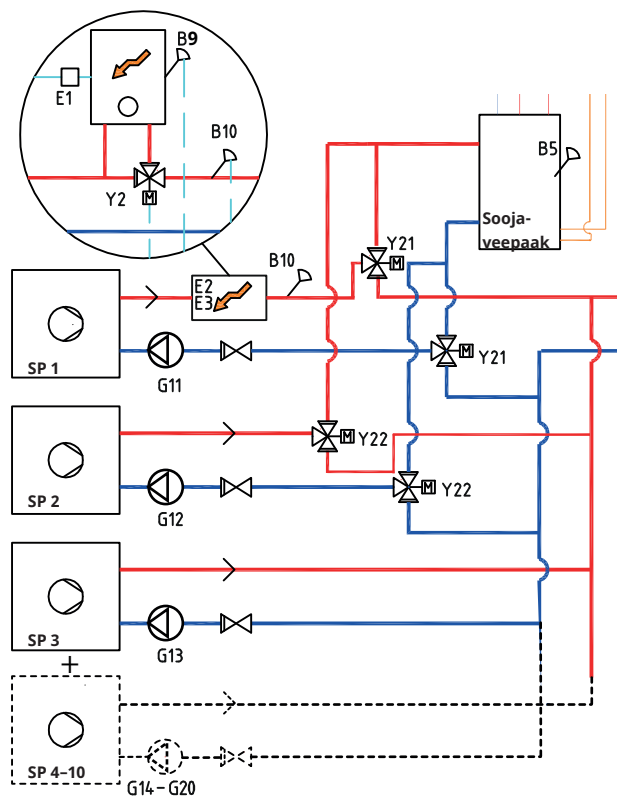 B9
E1
B10
Y2
M
B5
Sooja-
veepaak
Y21
M
B10
E2
E3
SP 1
G11
M
Y21
M
Y22
SP 2
G12
M
Y22
SP 3
G13
+
SP 4–10
G14–G20